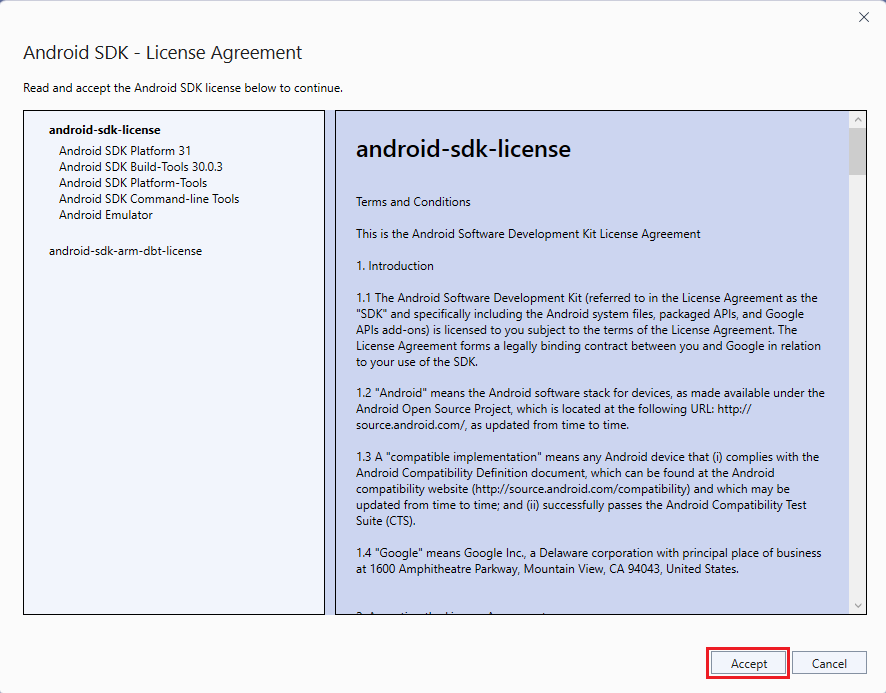 Android SDK - License Agreement
Read and accept the Android SDK license below to continue.
android-sdk-license
Android SDK Platform 31
Android SDK Build-Tools 30.0.3
Android SDK Platform-Tools
Android SDK Command-line Tools
Android Emulator
android-sdk-arm-dbt-license
android-sdk-license
Terms and Conditions
This is the Android Software Development Kit License Agreement
1. Introduction
1.1 The Android Software Development Kit (referred to in the License Agreement as the
"SDK" and specifically including the Android system files, packaged APIs, and Google
APIs add-ons) is licensed to you subject to the terms of the License Agreement. The
License Agreement forms a legally binding contract between you and Google in relation
to your use of the SDK.
1.2 "Android" means the Android software stack for devices, as made available under the
Android Open Source Project, which is located at the following URL: http://
source.android.com/, as updated from time to time.
1.3 A "compatible implementation" means any Android device that (i) complies with the
Android Compatibility Definition document, which can be found at the Android
compatibility website (http://source.android.com/compatibility) and which may be
updated from time to time; and (ii) successfully passes the Android Compatibility Test
Suite (CTS).
1.4 "Google" means Google Inc., a Delaware corporation with principal place of business
at 1600 Amphitheatre Parkway, Mountain View, CA 94043, United States.
Accept
Cancel